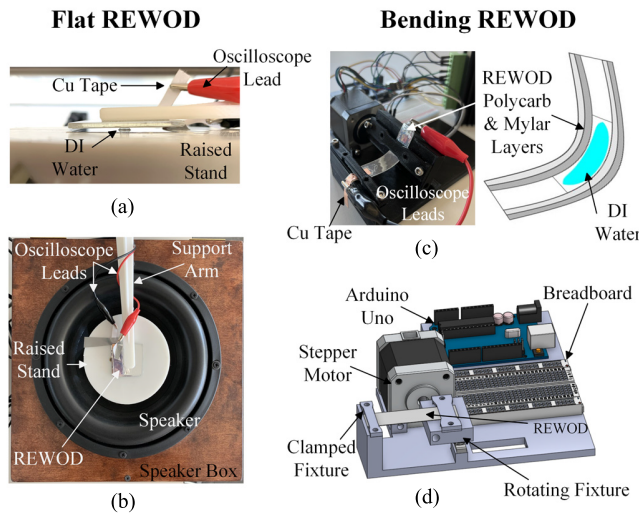 Flat REWOD
Bending REWOD
Cu Tape
Oscilloscope
Lead
DI
Water
Raised
Stand
(a)
Oscilloscope
Leads
Support
Arm
Raised
Stand
Speaker
REWOD
Speaker Box
(b)
REWOD
Polycarb
& Mylar
Layers
Oscilloscope
Leads
Cu Tape
DI
Water
(c)
Arduino
Uno
Breadboard
Stepper
Motor
REWOD
Clamped
Fixture
Rotating Fixture
(d)